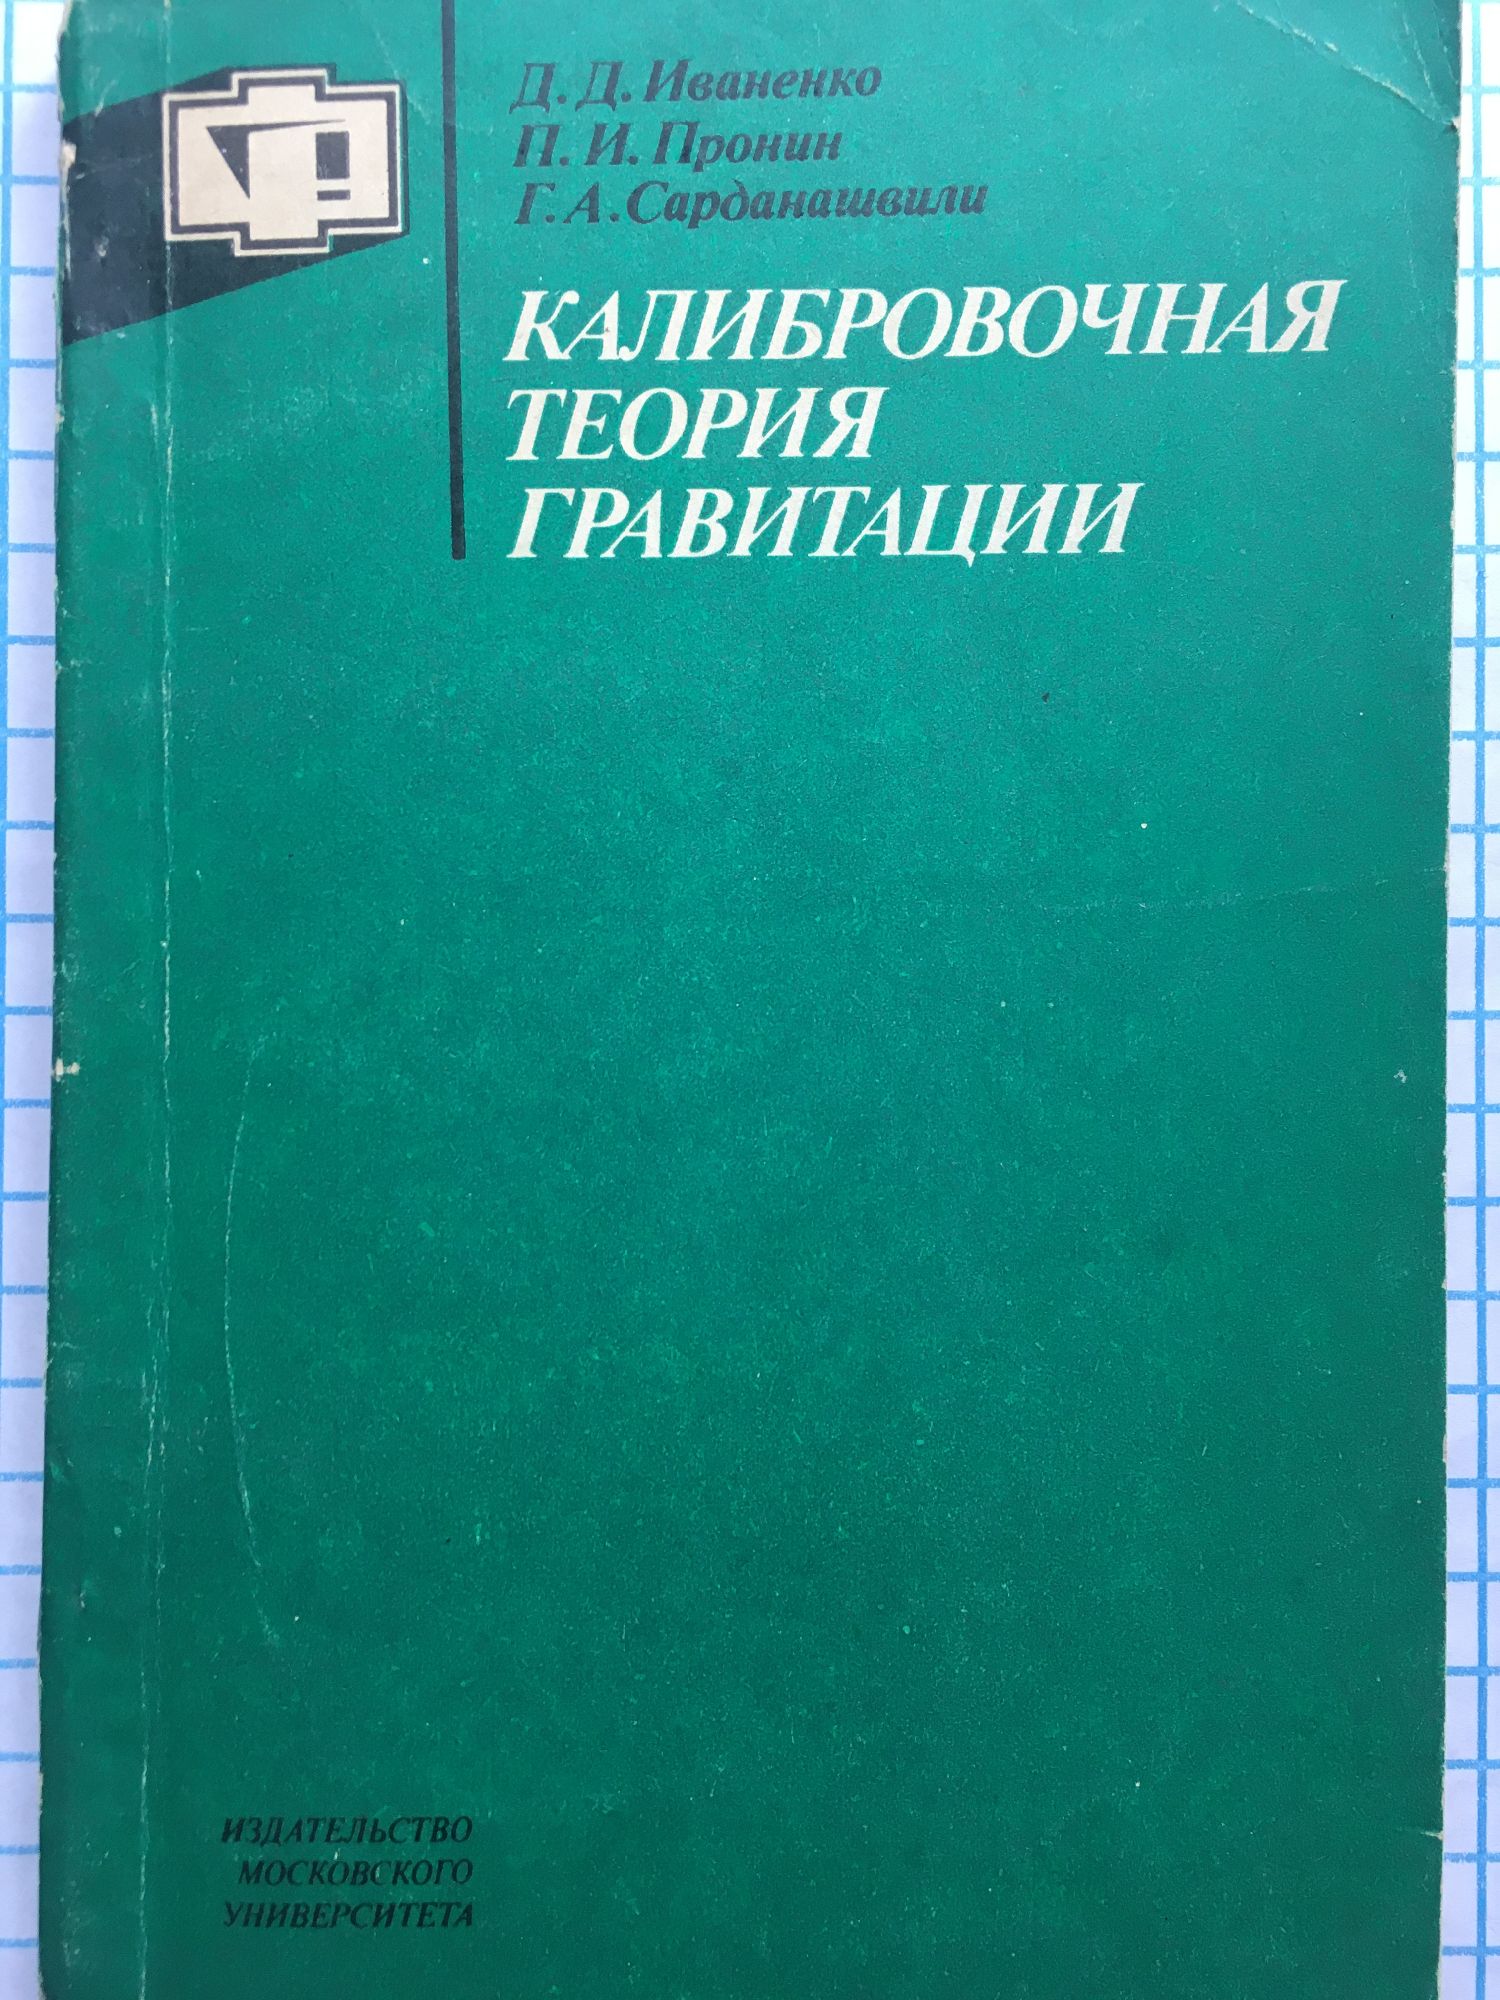 Д. Д. Иваненко
П. И. Пронин
Г. А. Сарданашвили
КАЛИБРОВОЧНАЯ
ТЕОРИЯ
ГРАВИТАЦИИ
ИЗДАТЕЛЬСТВО
МОСКОВСКОГО
УНИВЕРСИТЕТА